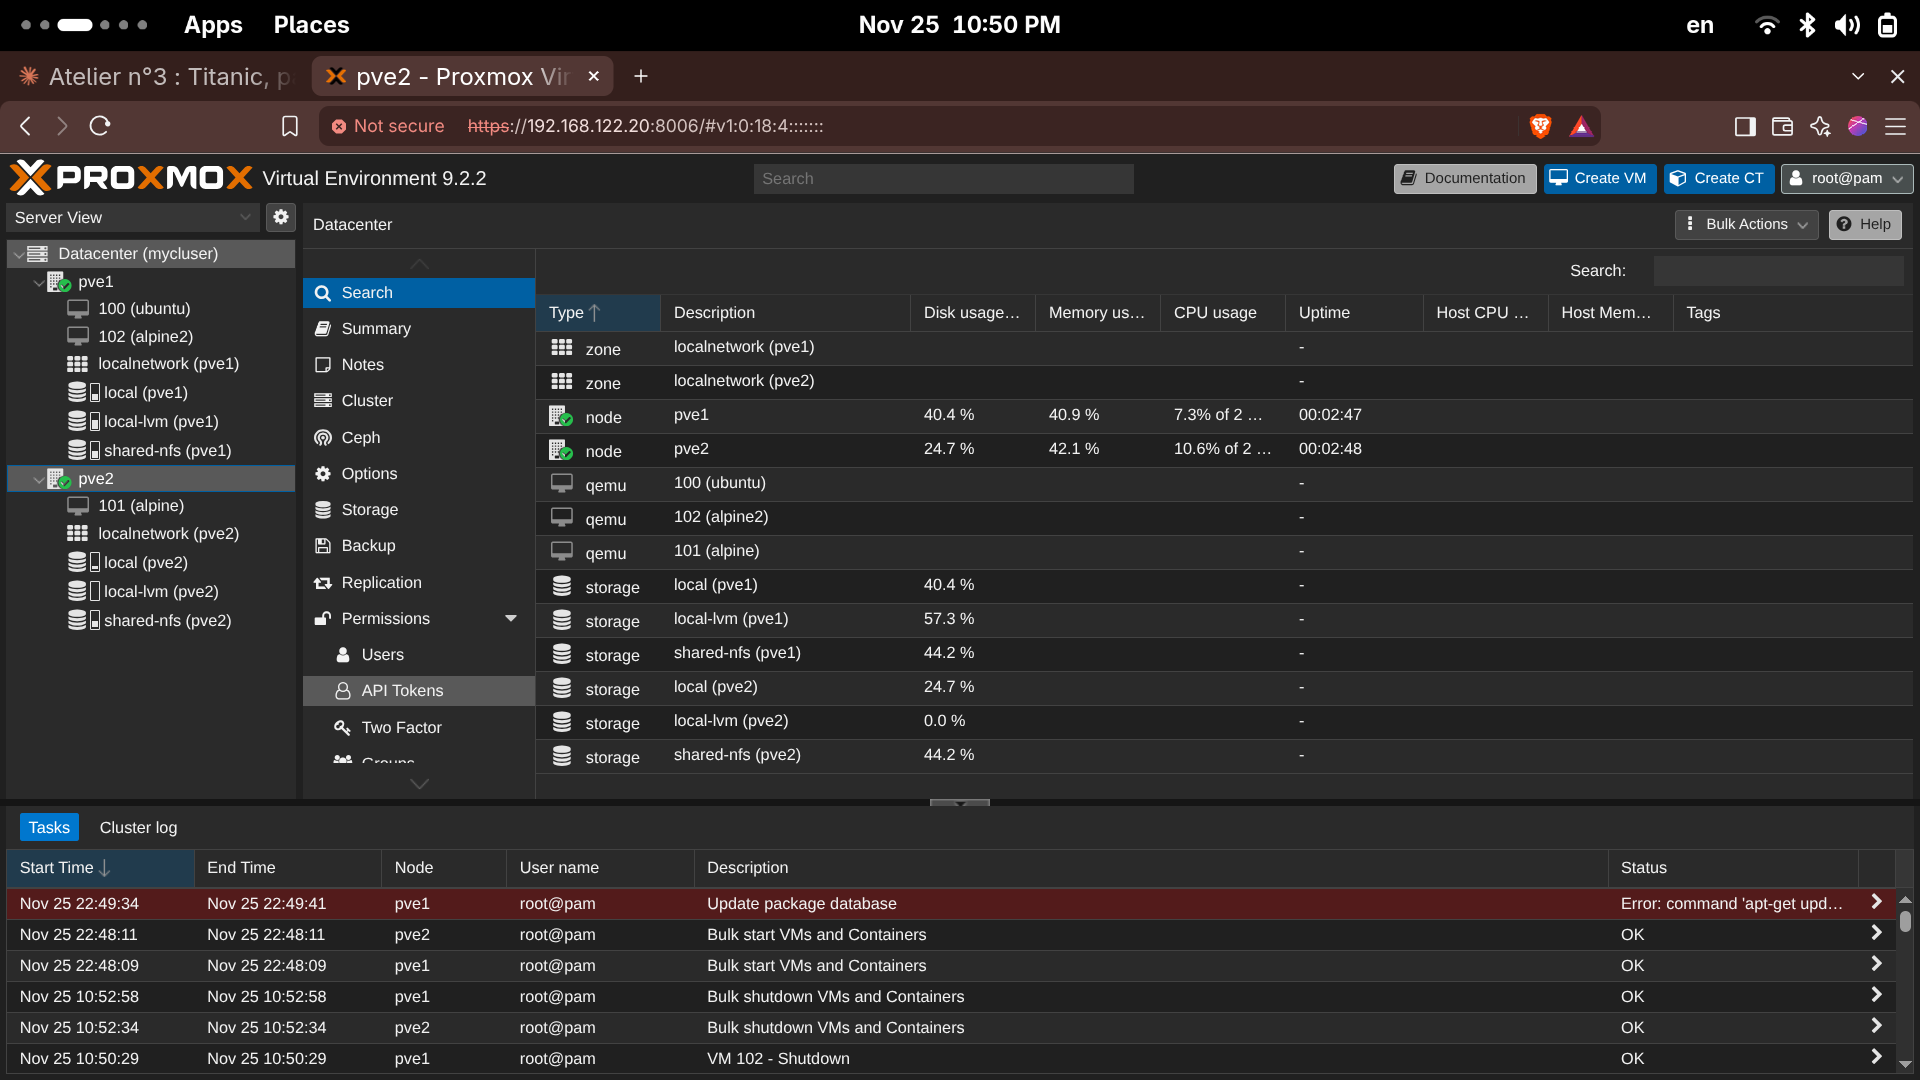 Apps Places Nov 25 10:50 PM en
Atelier n°3 : Titanic, p
pve2 - Proxmox Vir
Not secure https://192.168.122.20:8006/#v1:0:18:4:::::::
PROXMOX Virtual Environment 9.2.2 Search Documentation Create VM Create CT root@pam
Server View
Datacenter (mycluser)
pve1
100 (ubuntu)
102 (alpine2)
localnetwork (pve1)
local (pve1)
local-lvm (pve1)
shared-nfs (pve1)
pve2
101 (alpine)
localnetwork (pve2)
local (pve2)
local-lvm (pve2)
shared-nfs (pve2)
Datacenter Bulk Actions Help
Search
Summary
Notes
Cluster
Ceph
Options
Storage
Backup
Replication
Permissions
Users
API Tokens
Two Factor
Groups
Search:
Type Description Disk usage... Memory us... CPU usage Uptime Host CPU ... Host Mem... Tags
zone localnetwork (pve1) -
zone localnetwork (pve2) -
node pve1 40.4 % 40.9 % 7.3% of 2 ... 00:02:47
node pve2 24.7 % 42.1 % 10.6% of 2 ... 00:02:48
qemu 100 (ubuntu) -
qemu 102 (alpine2) -
qemu 101 (alpine) -
storage local (pve1) 40.4 % -
storage local-lvm (pve1) 57.3 % -
storage shared-nfs (pve1) 44.2 % -
storage local (pve2) 24.7 % -
storage local-lvm (pve2) 0.0 % -
storage shared-nfs (pve2) 44.2 % -
Tasks Cluster log
Start Time End Time Node User name Description Status
Nov 25 22:49:34 Nov 25 22:49:41 pve1 root@pam Update package database Error: command 'apt-get upd...
Nov 25 22:48:11 Nov 25 22:48:11 pve2 root@pam Bulk start VMs and Containers OK
Nov 25 22:48:09 Nov 25 22:48:09 pve1 root@pam Bulk start VMs and Containers OK
Nov 25 10:52:58 Nov 25 10:52:58 pve1 root@pam Bulk shutdown VMs and Containers OK
Nov 25 10:52:34 Nov 25 10:52:34 pve2 root@pam Bulk shutdown VMs and Containers OK
Nov 25 10:50:29 Nov 25 10:50:29 pve1 root@pam VM 102 - Shutdown OK